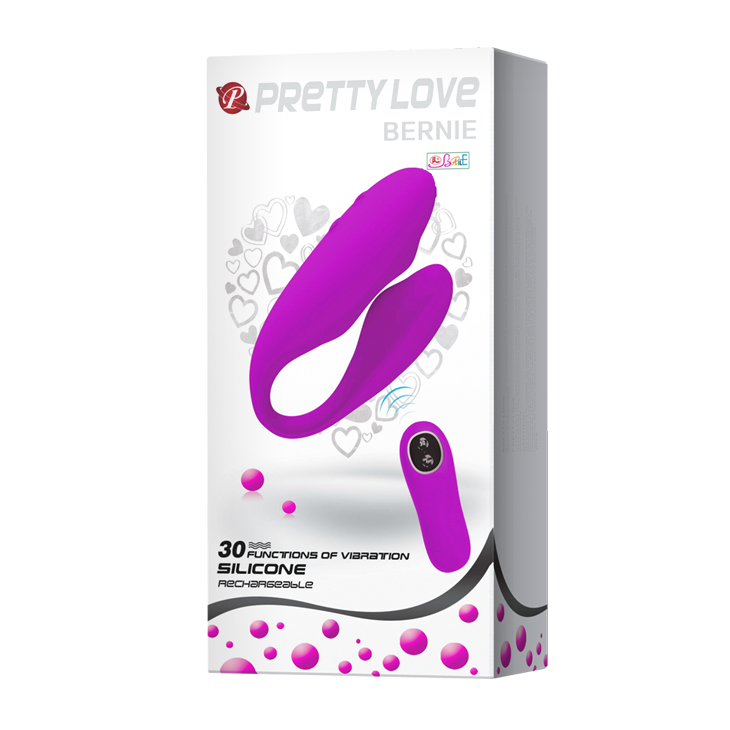 P PRETTY LOVE
BERNIE
30 FUNCTIONS OF VIBRATION
SILICONE
RECHARGEABLE